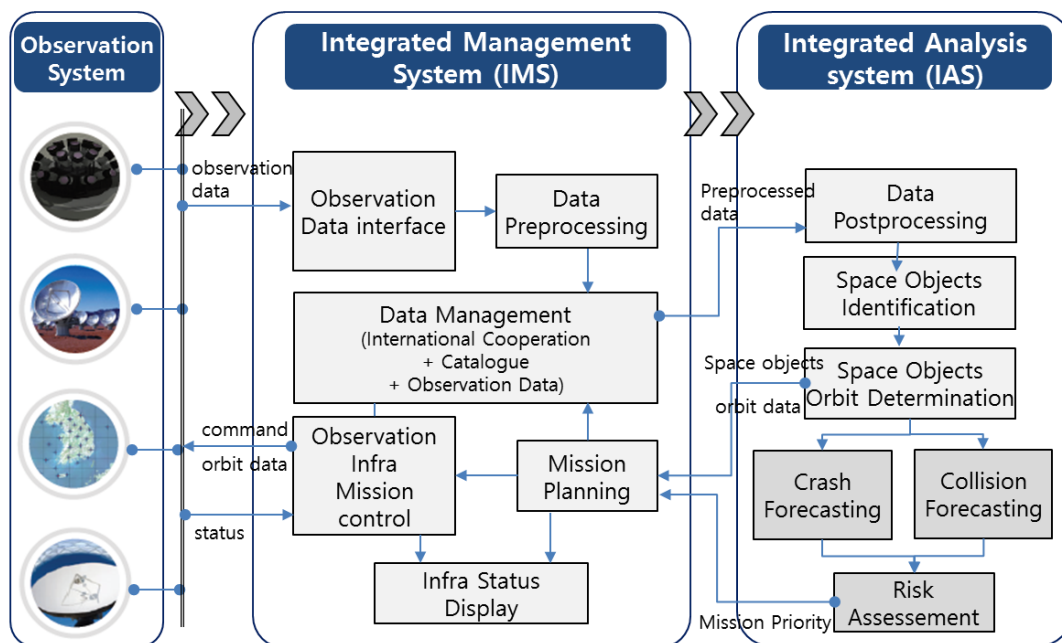 Observation
System
Integrated Management
System (IMS)
Integrated Analysis
system (IAS)
observation
data
Observation
Data interface
Data
Preprocessing
Preprocessed
data
Data
Postprocessing
Space Objects
Identification
Data Management
(International Cooperation
+ Catalogue
+ Observation Data)
Space objects
orbit data
Space Objects
Orbit Determination
command
orbit data
Observation
Infra
Mission
control
Mission
Planning
Crash
Forecasting
Collision
Forecasting
status
Infra Status
Display
Mission Priority
Risk
Assessment